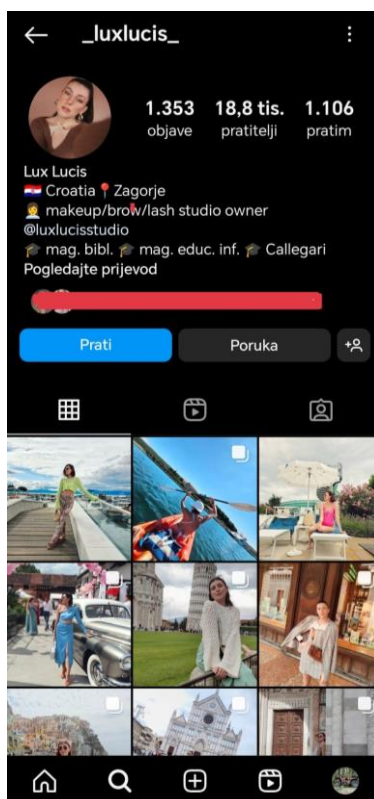 _luxlucis_
1.353 18,8 tis. 1.106
objave pratitelji pratim
Lux Lucis
🇭🇷 Croatia 📍 Zagorje
👩‍💼 makeup/brow/lash studio owner
@luxlucisstudio
🎓 mag. bibl. 🎓 mag. educ. inf. 🎓 Callegari
Pogledajte prijevod
Prati Poruka